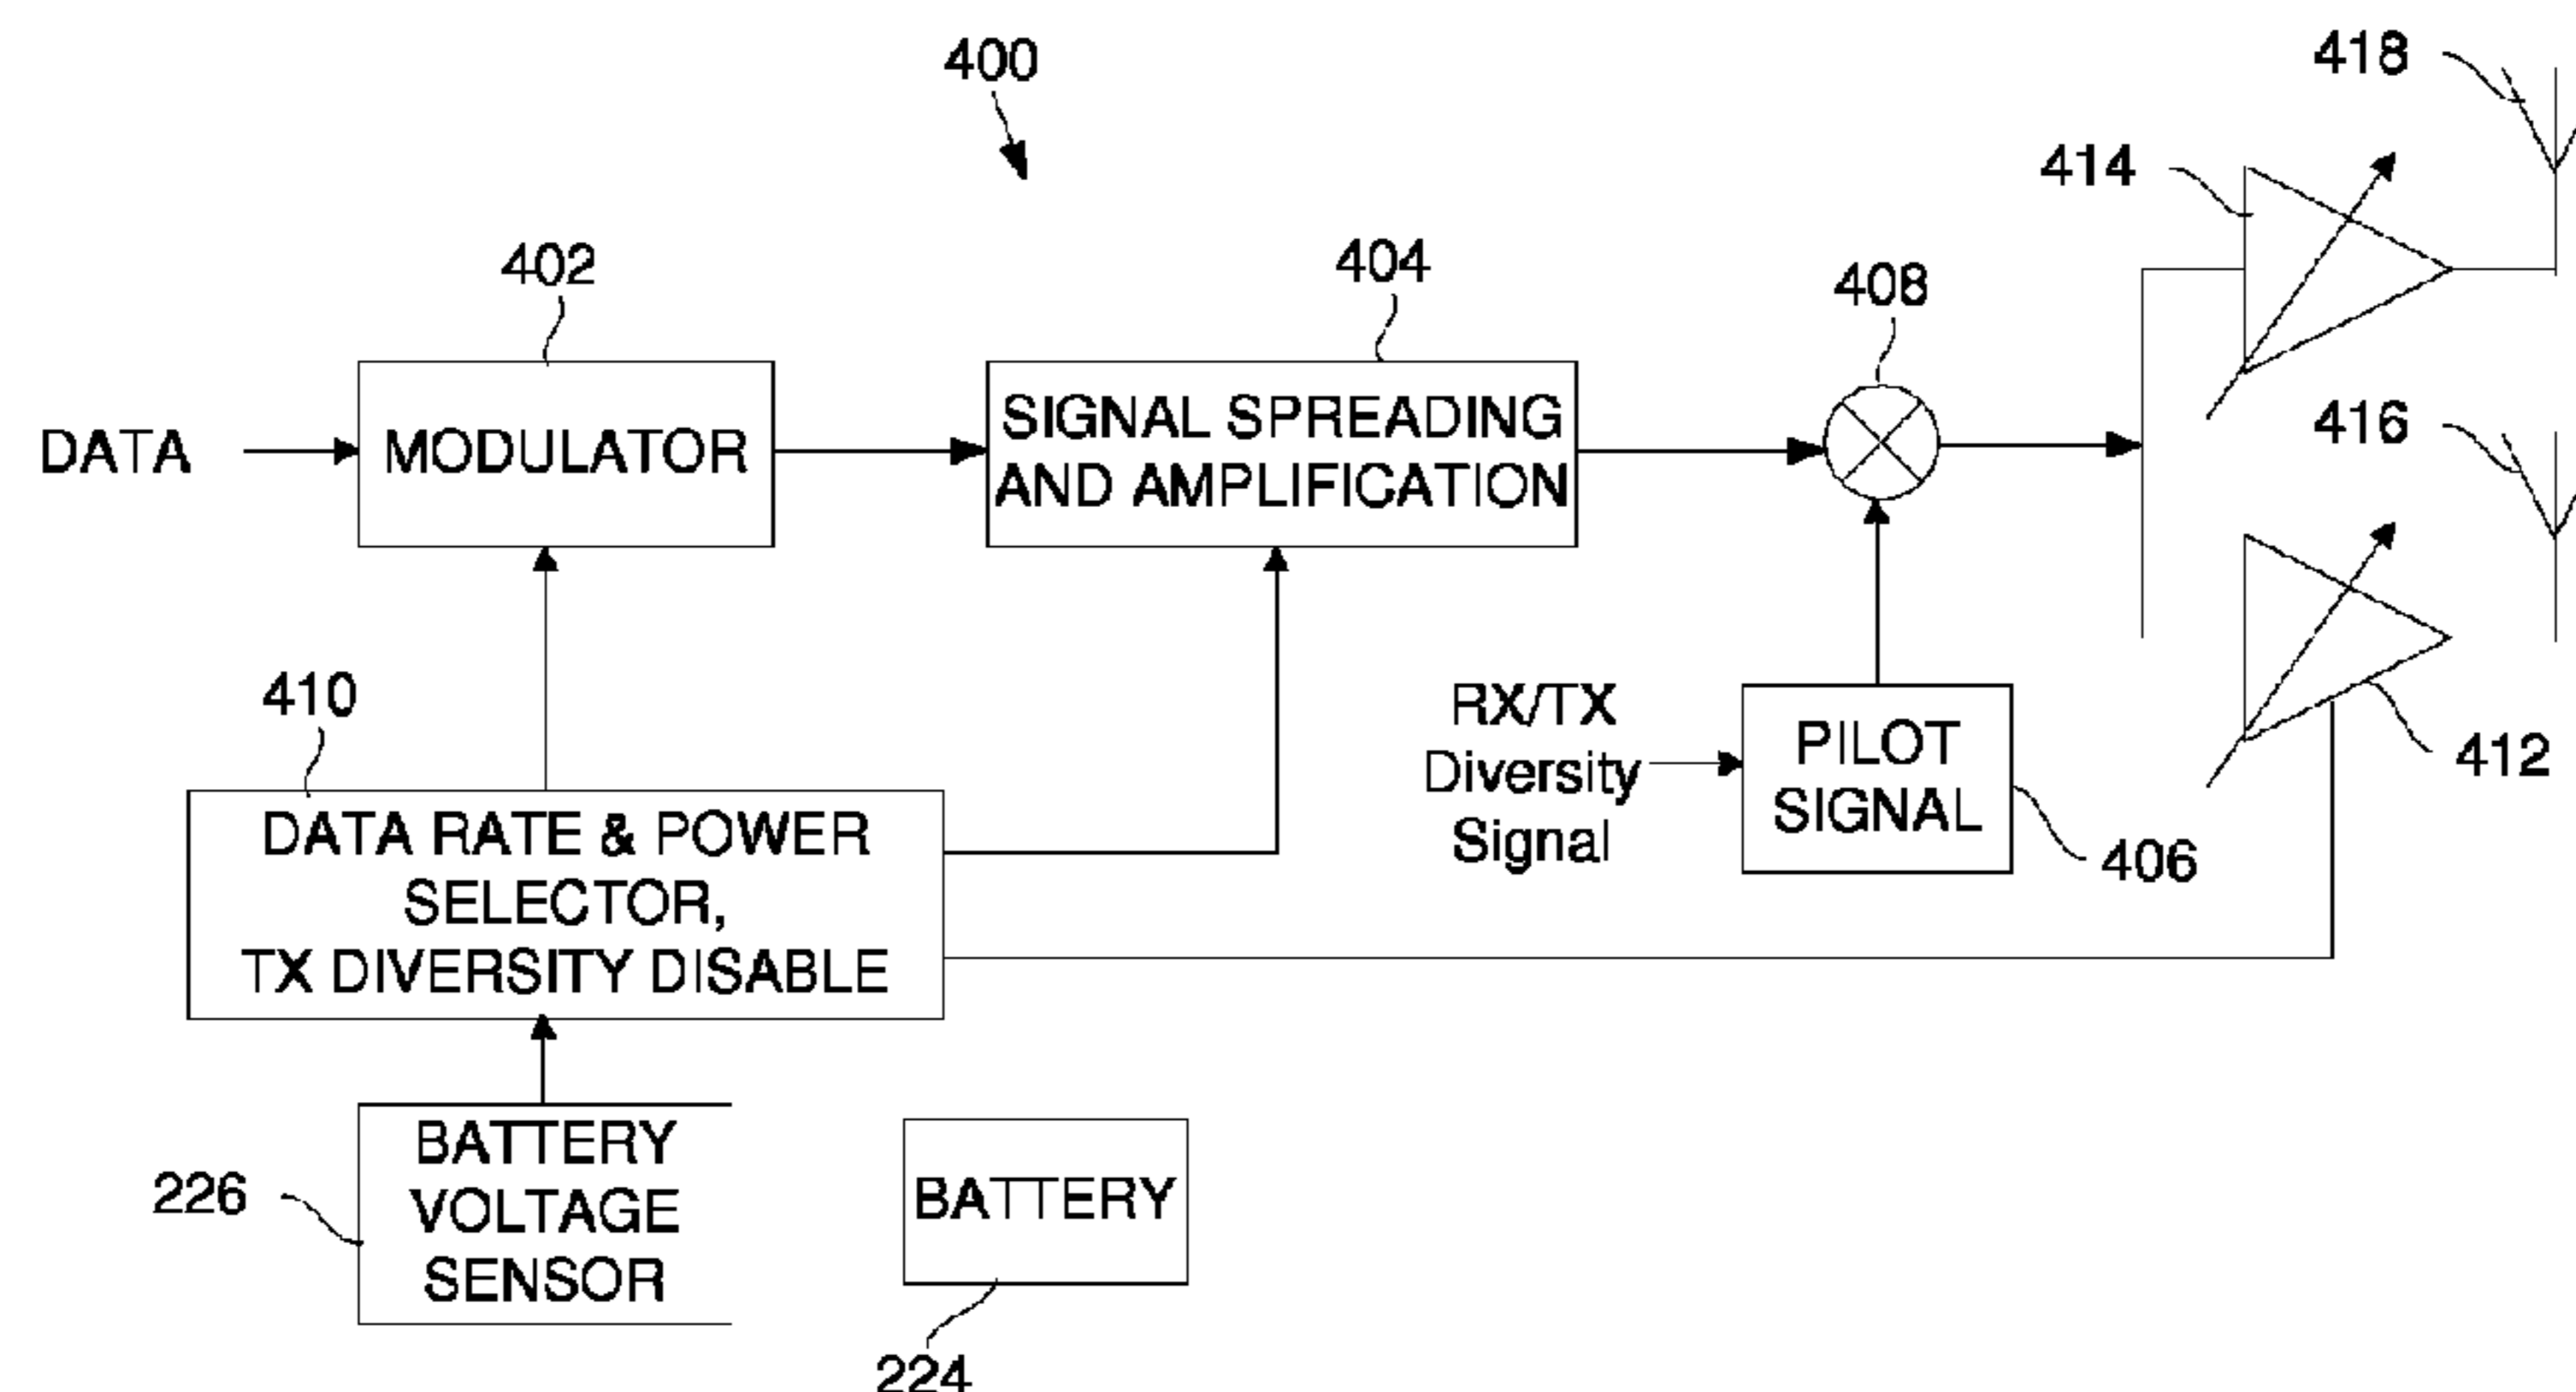 400
418
414
402
404
408
416
DATA
MODULATOR
SIGNAL SPREADING
AND AMPLIFICATION
410
RX/TX
Diversity
Signal
PILOT
SIGNAL
412
406
DATA RATE & POWER
SELECTOR,
TX DIVERSITY DISABLE
226
BATTERY
VOLTAGE
SENSOR
BATTERY
224